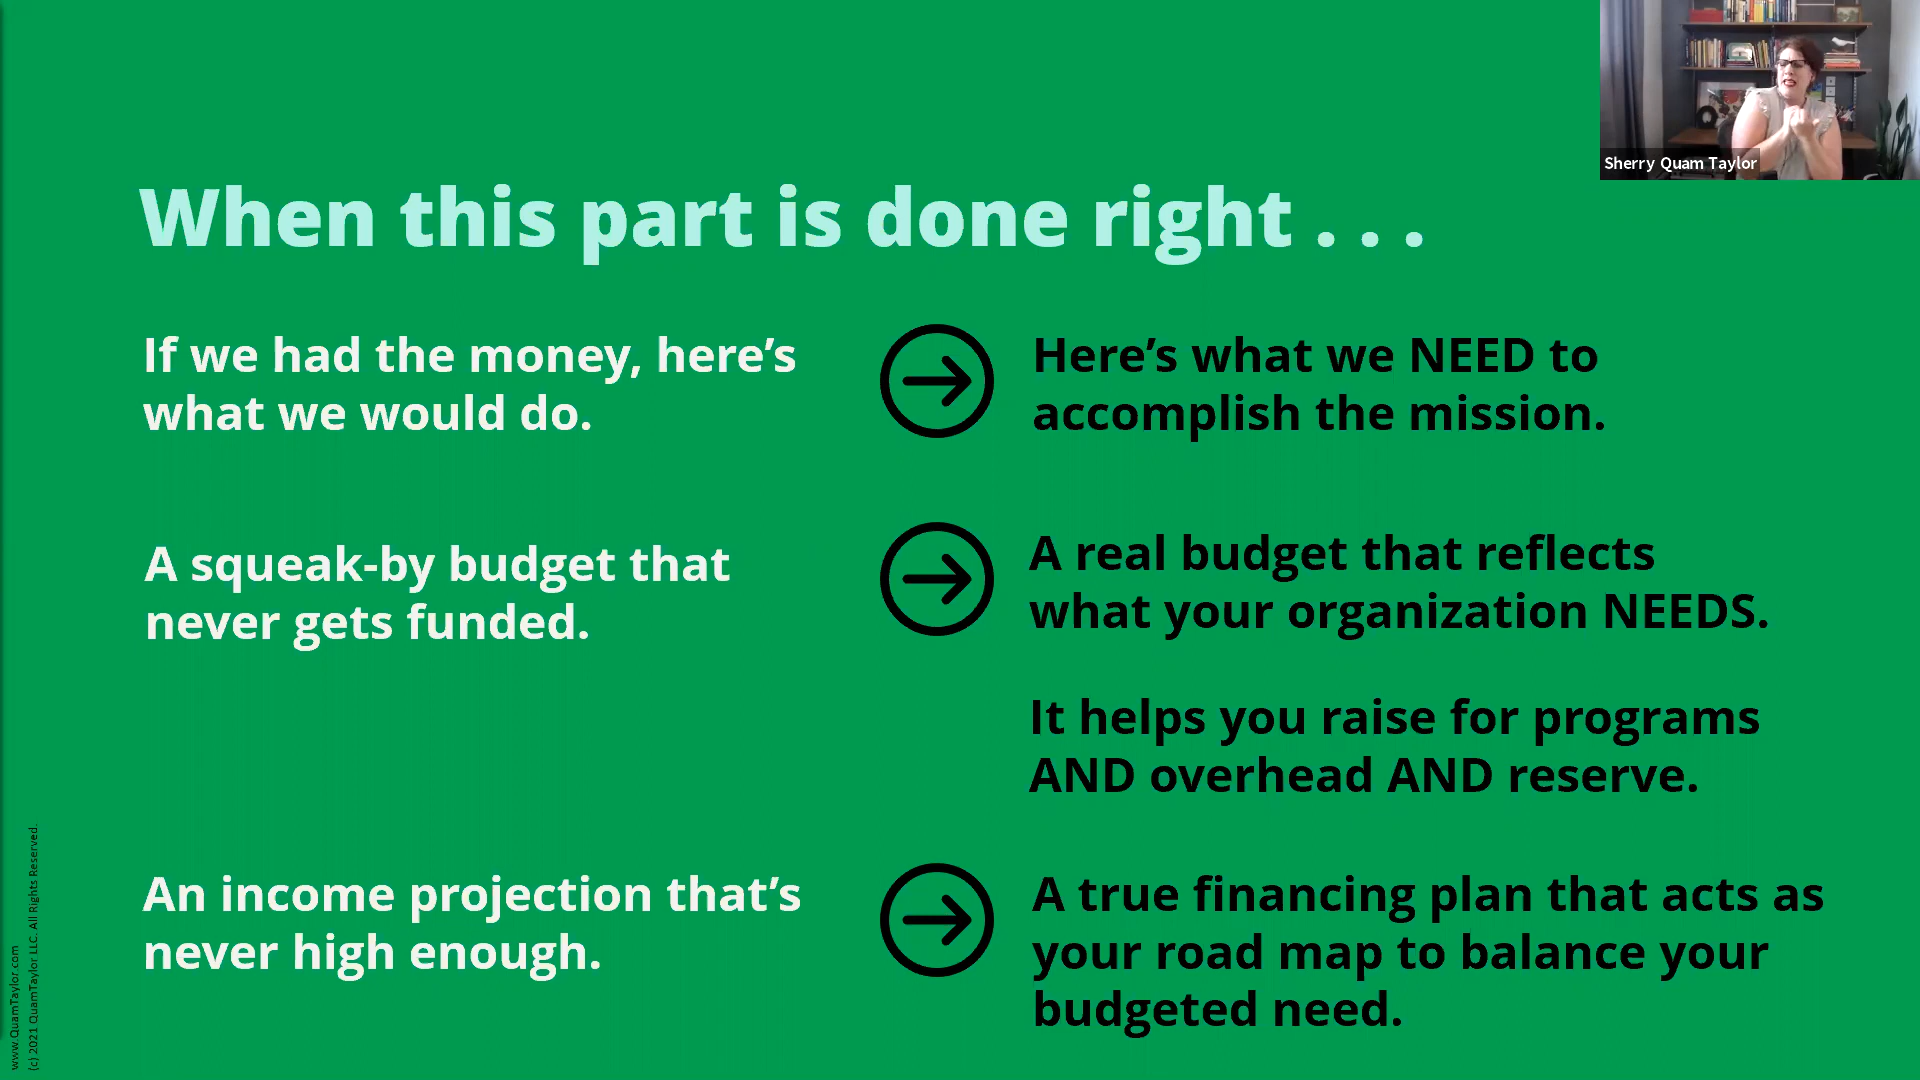 Sherry Quam Taylor
When this part is done right . . .
If we had the money, here’s
what we would do.
Here’s what we NEED to
accomplish the mission.
A squeak-by budget that
never gets funded.
A real budget that reflects
what your organization NEEDS.
It helps you raise for programs
AND overhead AND reserve.
An income projection that’s
never high enough.
A true financing plan that acts as
your road map to balance your
budgeted need.
www.QuamTaylor.com
(c) 2021 QuamTaylor LLC. All Rights Reserved.